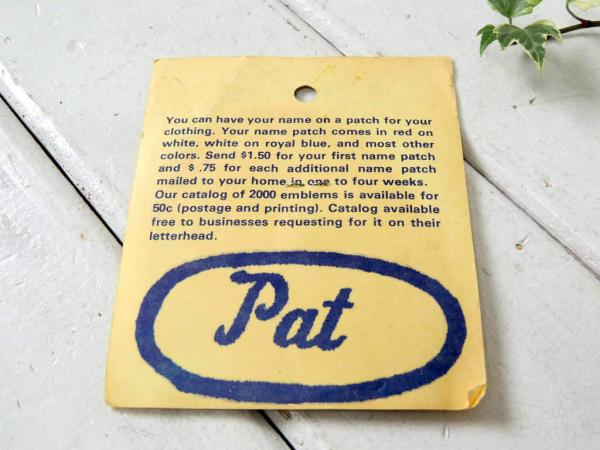 You can have your name on a patch for your
clothing. Your name patch comes in red on
white, white on royal blue, and most other
colors. Send $1.50 for your first name patch
and $ .75 for each additional name patch
mailed to your home in one to four weeks.
Our catalog of 2000 emblems is available for
50c (postage and printing). Catalog available
free to businesses requesting for it on their
letterhead.
Pat